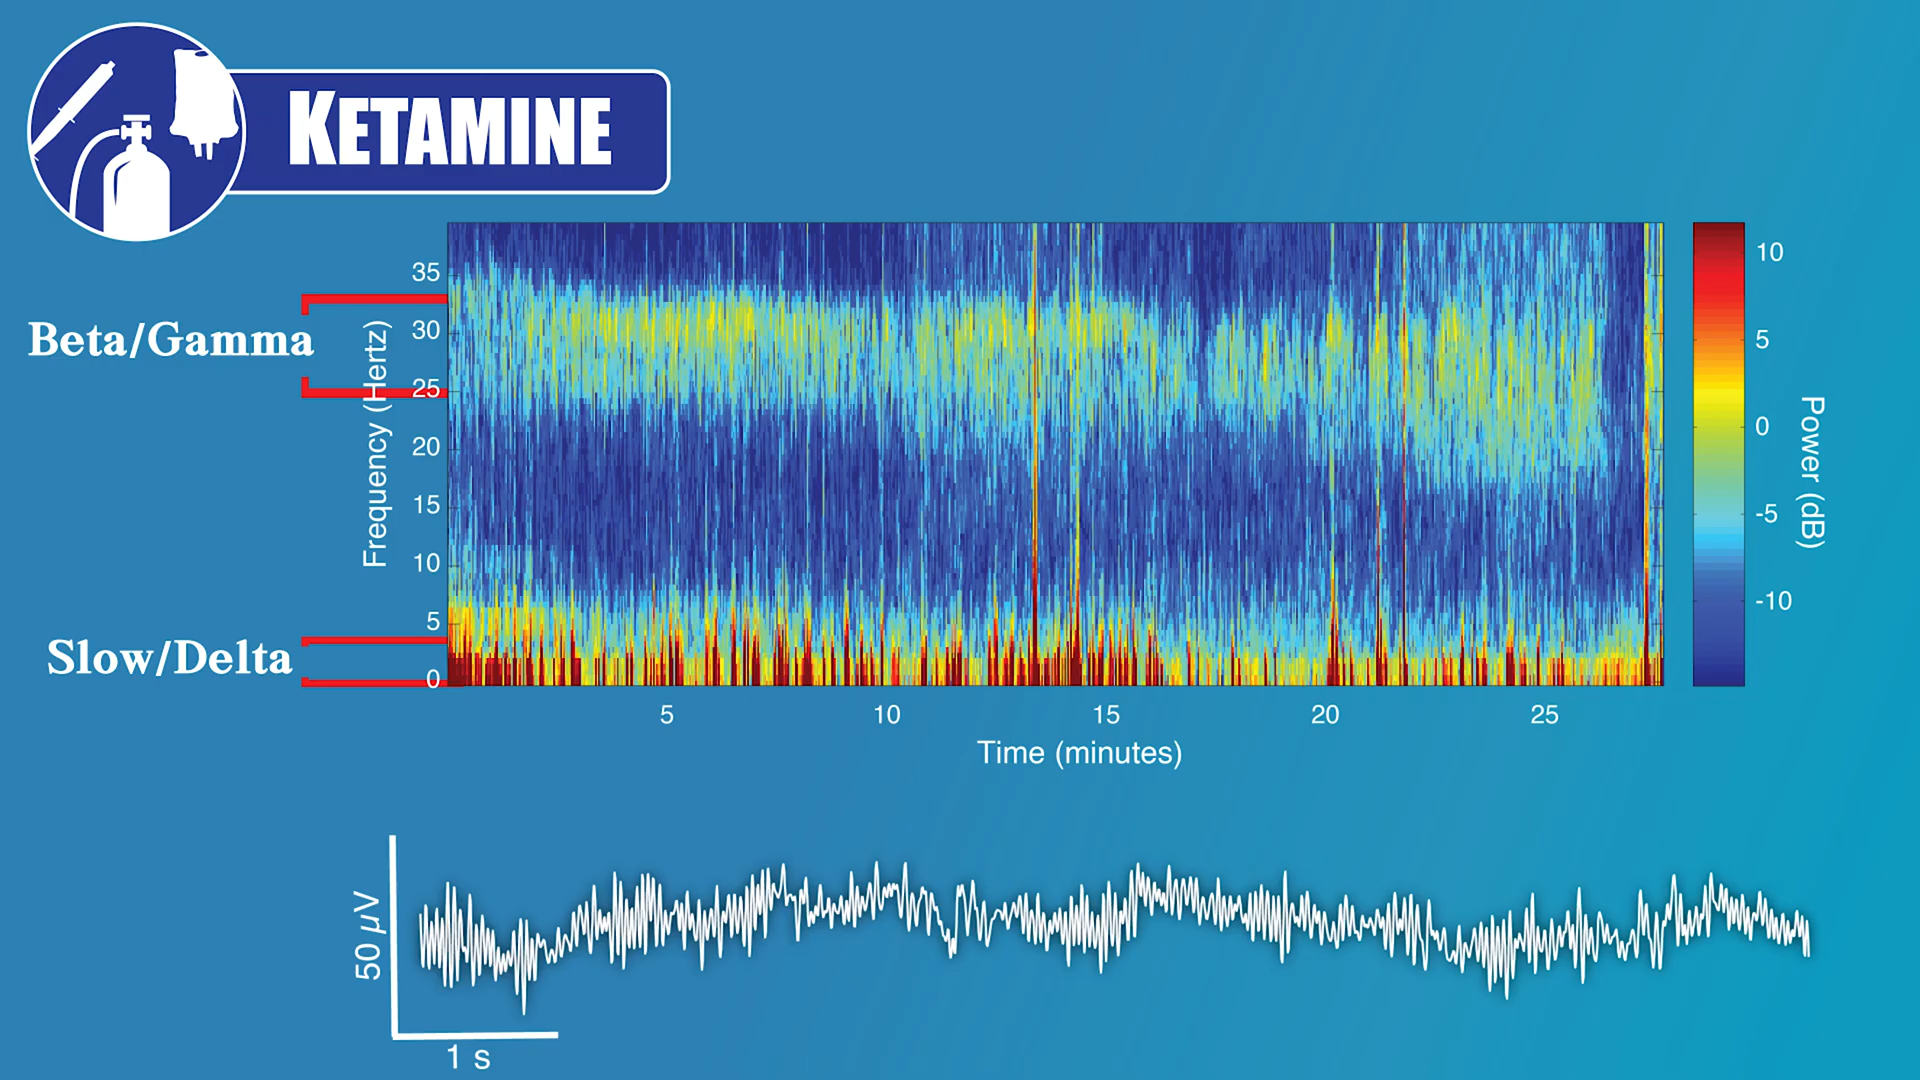 KETAMINE
Beta/Gamma
Slow/Delta
Frequency (Hertz)
35
30
25
20
15
10
5
0
5 10 15 20 25
Time (minutes)
10
5
0
-5
-10
Power (dB)
50 µV
1 s